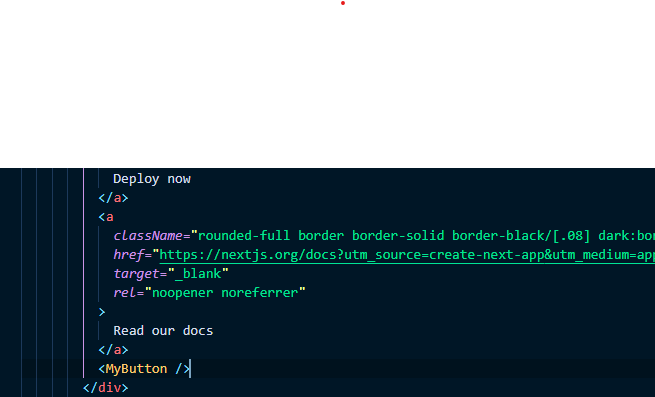 Deploy now
</a>
<a
className="rounded-full border border-solid border-black/[.08] dark:bor
href="https://nextjs.org/docs?utm_source=create-next-app&utm_medium=app
target="_blank"
rel="noopener noreferrer"
>
Read our docs
</a>
<MyButton />
</div>